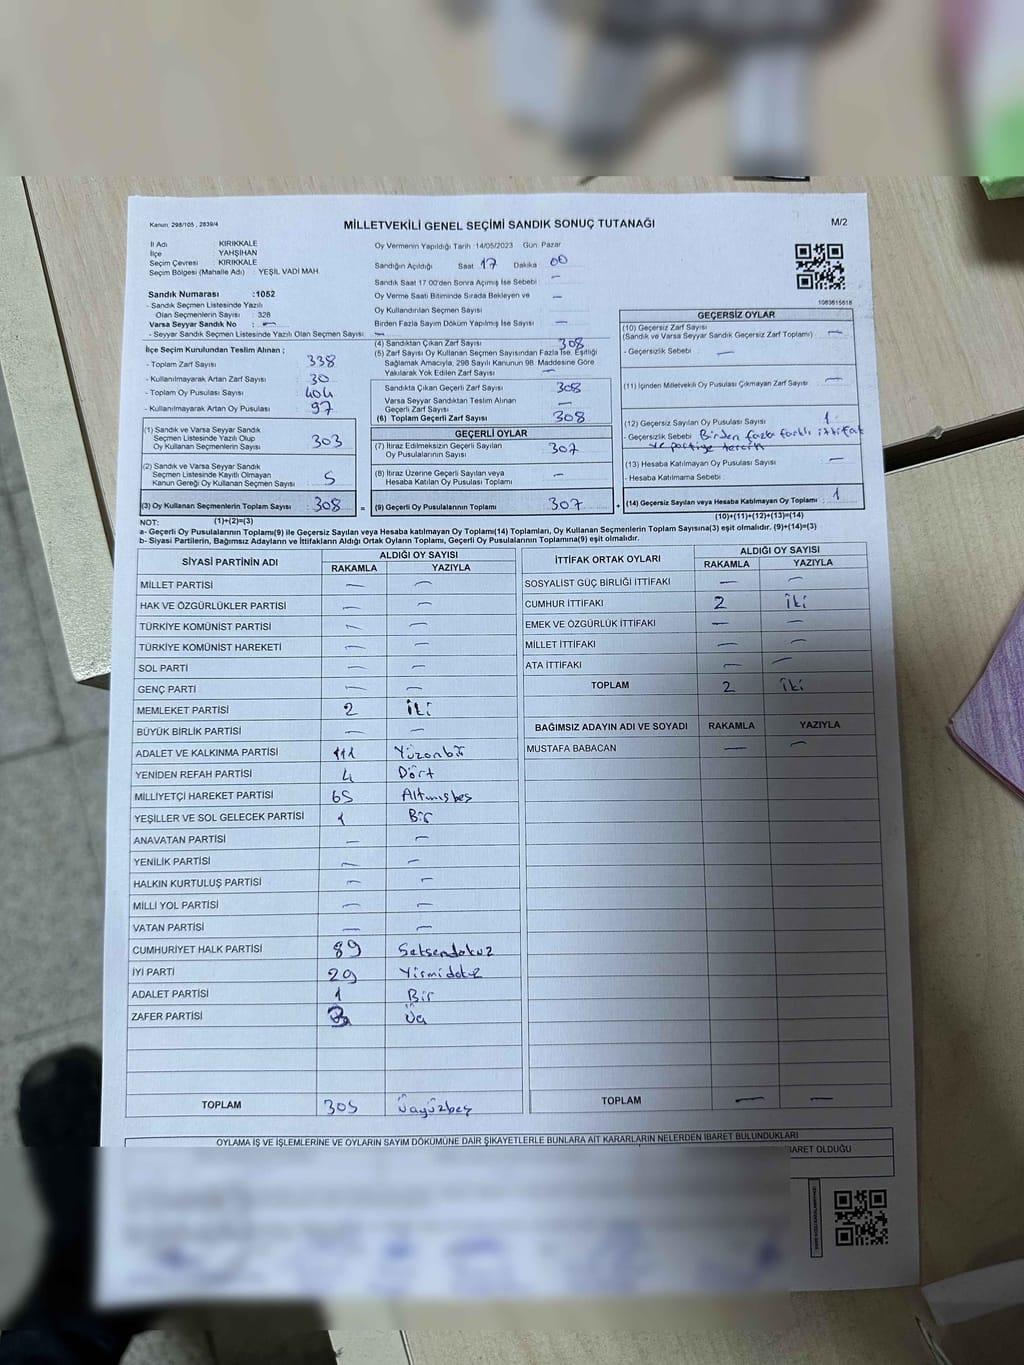 Kanun: 298/105 , 2839/4
MİLLETVEKİLİ GENEL SEÇİMİ SANDIK SONUÇ TUTANAĞI
M/2
İl Adı KIRIKKALE
İlçe YAHŞİHAN
Seçim Çevresi : KIRIKKALE
Seçim Bölgesi (Mahalle Adı) : YEŞİL VADİ MAH.
Oy Vermenin Yapıldığı Tarih :14/05/2023 Gün: Pazar
Sandığın Açıldığı Saat 17 Dakika 00
Sandık Saat 17.00'den Sonra Açımış İse Sebebi —
Oy Verme Saati Bitiminde Sırada Bekleyen ve —
Oy Kullandırılan Seçmen Sayısı
Birden Fazla Sayım Döküm Yapılmış İse Sayısı —
Sandık Numarası :1052
- Sandık Seçmen Listesinde Yazılı
Olan Seçmenlerin Sayısı : 328
Varsa Seyyar Sandık No : —
- Seyyar Sandık Seçmen Listesinde Yazılı Olan Seçmen Sayısı: —
1083615618
İlçe Seçim Kurulundan Teslim Alınan ;
- Toplam Zarf Sayısı 338
- Kullanılmayarak Artan Zarf Sayısı 30
- Toplam Oy Pusulası Sayısı 404
- Kullanılmayarak Artan Oy Pusulası 97
(1) Sandık ve Varsa Seyyar Sandık
Seçmen Listesinde Yazılı Olup
Oy Kullanan Seçmen Sayısı 303
(2) Sandık ve Varsa Seyyar Sandık
Seçmen Listesinde Kayıtlı Olmayan
Kanun Gereği Oy Kullanan Seçmen Sayısı 5
(3) Oy Kullanan Seçmenlerin Toplam Sayısı : 308 =
(1)+(2)=(3)
(4) Sandıktan Çıkan Zarf Sayısı 308
(5) Zarf Sayısı Oy Kullanan Seçmen Sayısından Fazla İse, Eşitliği
Sağlamak Amacıyla, 298 Sayılı Kanunun 98. Maddesine Göre
Yakılarak Yok Edilen Zarf Sayısı —
Sandıkta Çıkan Geçerli Zarf Sayısı 308
Varsa Seyyar Sandıktan Teslim Alınan
Geçerli Zarf Sayısı —
(6) Toplam Geçerli Zarf Sayısı 308
GEÇERLİ OYLAR
(7) İtiraz Edilmeksizin Geçerli Sayılan
Oy Pusulalarının Sayısı 307
(8) İtiraz Üzerine Geçerli Sayılan veya
Hesaba Katılan Oy Pusulası Toplamı —
(9) Geçerli Oy Pusulalarının Toplamı 307 +
GEÇERSİZ OYLAR
(10) Geçersiz Zarf Sayısı
(Sandık ve Varsa Seyyar Sandık Geçersiz Zarf Toplamı) —
- Geçersizlik Sebebi : —
(11) İçinden Milletvekili Oy Pusulası Çıkmayan Zarf Sayısı —
(12) Geçersiz Sayılan Oy Pusulası Sayısı 1
- Geçersizlik Sebebi : Birden fazla farklı ittifak
ve partiye tercih
(13) Hesaba Katılmayan Oy Pusulası Sayısı —
- Hesaba Katılmama Sebebi :
(14) Geçersiz Sayılan veya Hesaba Katılmayan Oy Toplamı : 1
(10)+(11)+(12)+(13)=(14)
NOT:
a- Geçerli Oy Pusulalarının Toplamı(9) ile Geçersiz Sayılan veya Hesaba katılmayan Oy Toplamı(14) Toplamları, Oy Kullanan Seçmenlerin Toplam Sayısına(3) eşit olmalıdır. (9)+(14)=(3)
b- Siyasi Partilerin, Bağımsız Adayların ve İttifakların Aldığı Ortak Oyların Toplamı, Geçerli Oy Pusulalarının Toplamına(9) eşit olmalıdır.
SİYASİ PARTİNİN ADI ALDIĞI OY SAYISI
RAKAMLA YAZIYLA
MİLLET PARTİSİ — —
HAK VE ÖZGÜRLÜKLER PARTİSİ — —
TÜRKİYE KOMÜNİST PARTİSİ — —
TÜRKİYE KOMÜNİST HAREKETİ — —
SOL PARTİ — —
GENÇ PARTİ — —
MEMLEKET PARTİSİ 2 İki
BÜYÜK BİRLİK PARTİSİ — —
ADALET VE KALKINMA PARTİSİ 111 Yüzonbir
YENİDEN REFAH PARTİSİ 4 Dört
MİLLİYETÇİ HAREKET PARTİSİ 65 Altmışbeş
YEŞİLLER VE SOL GELECEK PARTİSİ 1 Bir
ANAVATAN PARTİSİ — —
YENİLİK PARTİSİ — —
HALKIN KURTULUŞ PARTİSİ — —
MİLLİ YOL PARTİSİ — —
VATAN PARTİSİ — —
CUMHURİYET HALK PARTİSİ 89 Seksendokuz
İYİ PARTİ 29 Yirmidokuz
ADALET PARTİSİ 1 Bir
ZAFER PARTİSİ 3 Üç
TOPLAM 305 Üçyüzbeş
İTTİFAK ORTAK OYLARI ALDIĞI OY SAYISI
RAKAMLA YAZIYLA
SOSYALİST GÜÇ BİRLİĞİ İTTİFAKI — —
CUMHUR İTTİFAKI 2 İki
EMEK VE ÖZGÜRLÜK İTTİFAKI — —
MİLLET İTTİFAKI — —
ATA İTTİFAKI — —
TOPLAM 2 İki
BAĞIMSIZ ADAYIN ADI VE SOYADI RAKAMLA YAZIYLA
MUSTAFA BABACAN — —
TOPLAM — —
OYLAMA İŞ VE İŞLEMLERİNE VE OYLARIN SAYIM DÖKÜMÜNE DAİR ŞİKAYETLERLE BUNLARA AİT KARARLARIN NELERDEN İBARET BULUNDUKLARI
İBARET OLDUĞU